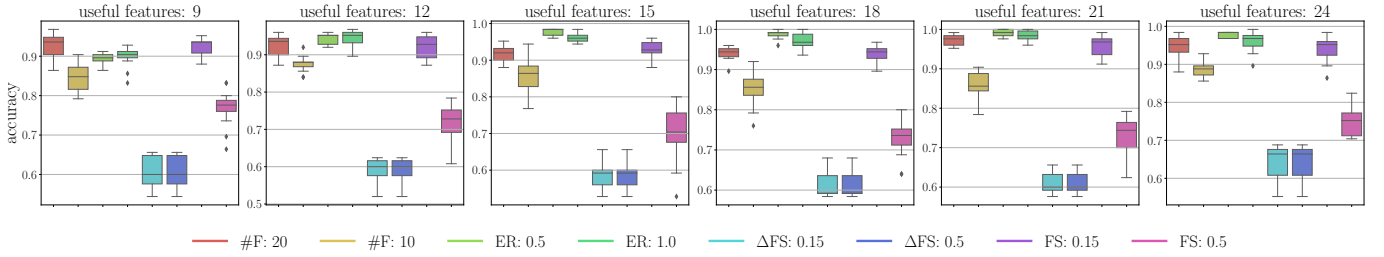 useful features: 9
useful features: 12
useful features: 15
useful features: 18
useful features: 21
useful features: 24
accuracy
0.9
0.8
0.7
0.6
0.9
0.8
0.7
0.6
0.5
1.0
0.9
0.8
0.7
0.6
1.0
0.9
0.8
0.7
0.6
1.0
0.9
0.8
0.7
0.6
1.0
0.9
0.8
0.7
0.6
#F: 20
#F: 10
ER: 0.5
ER: 1.0
ΔFS: 0.15
ΔFS: 0.5
FS: 0.15
FS: 0.5